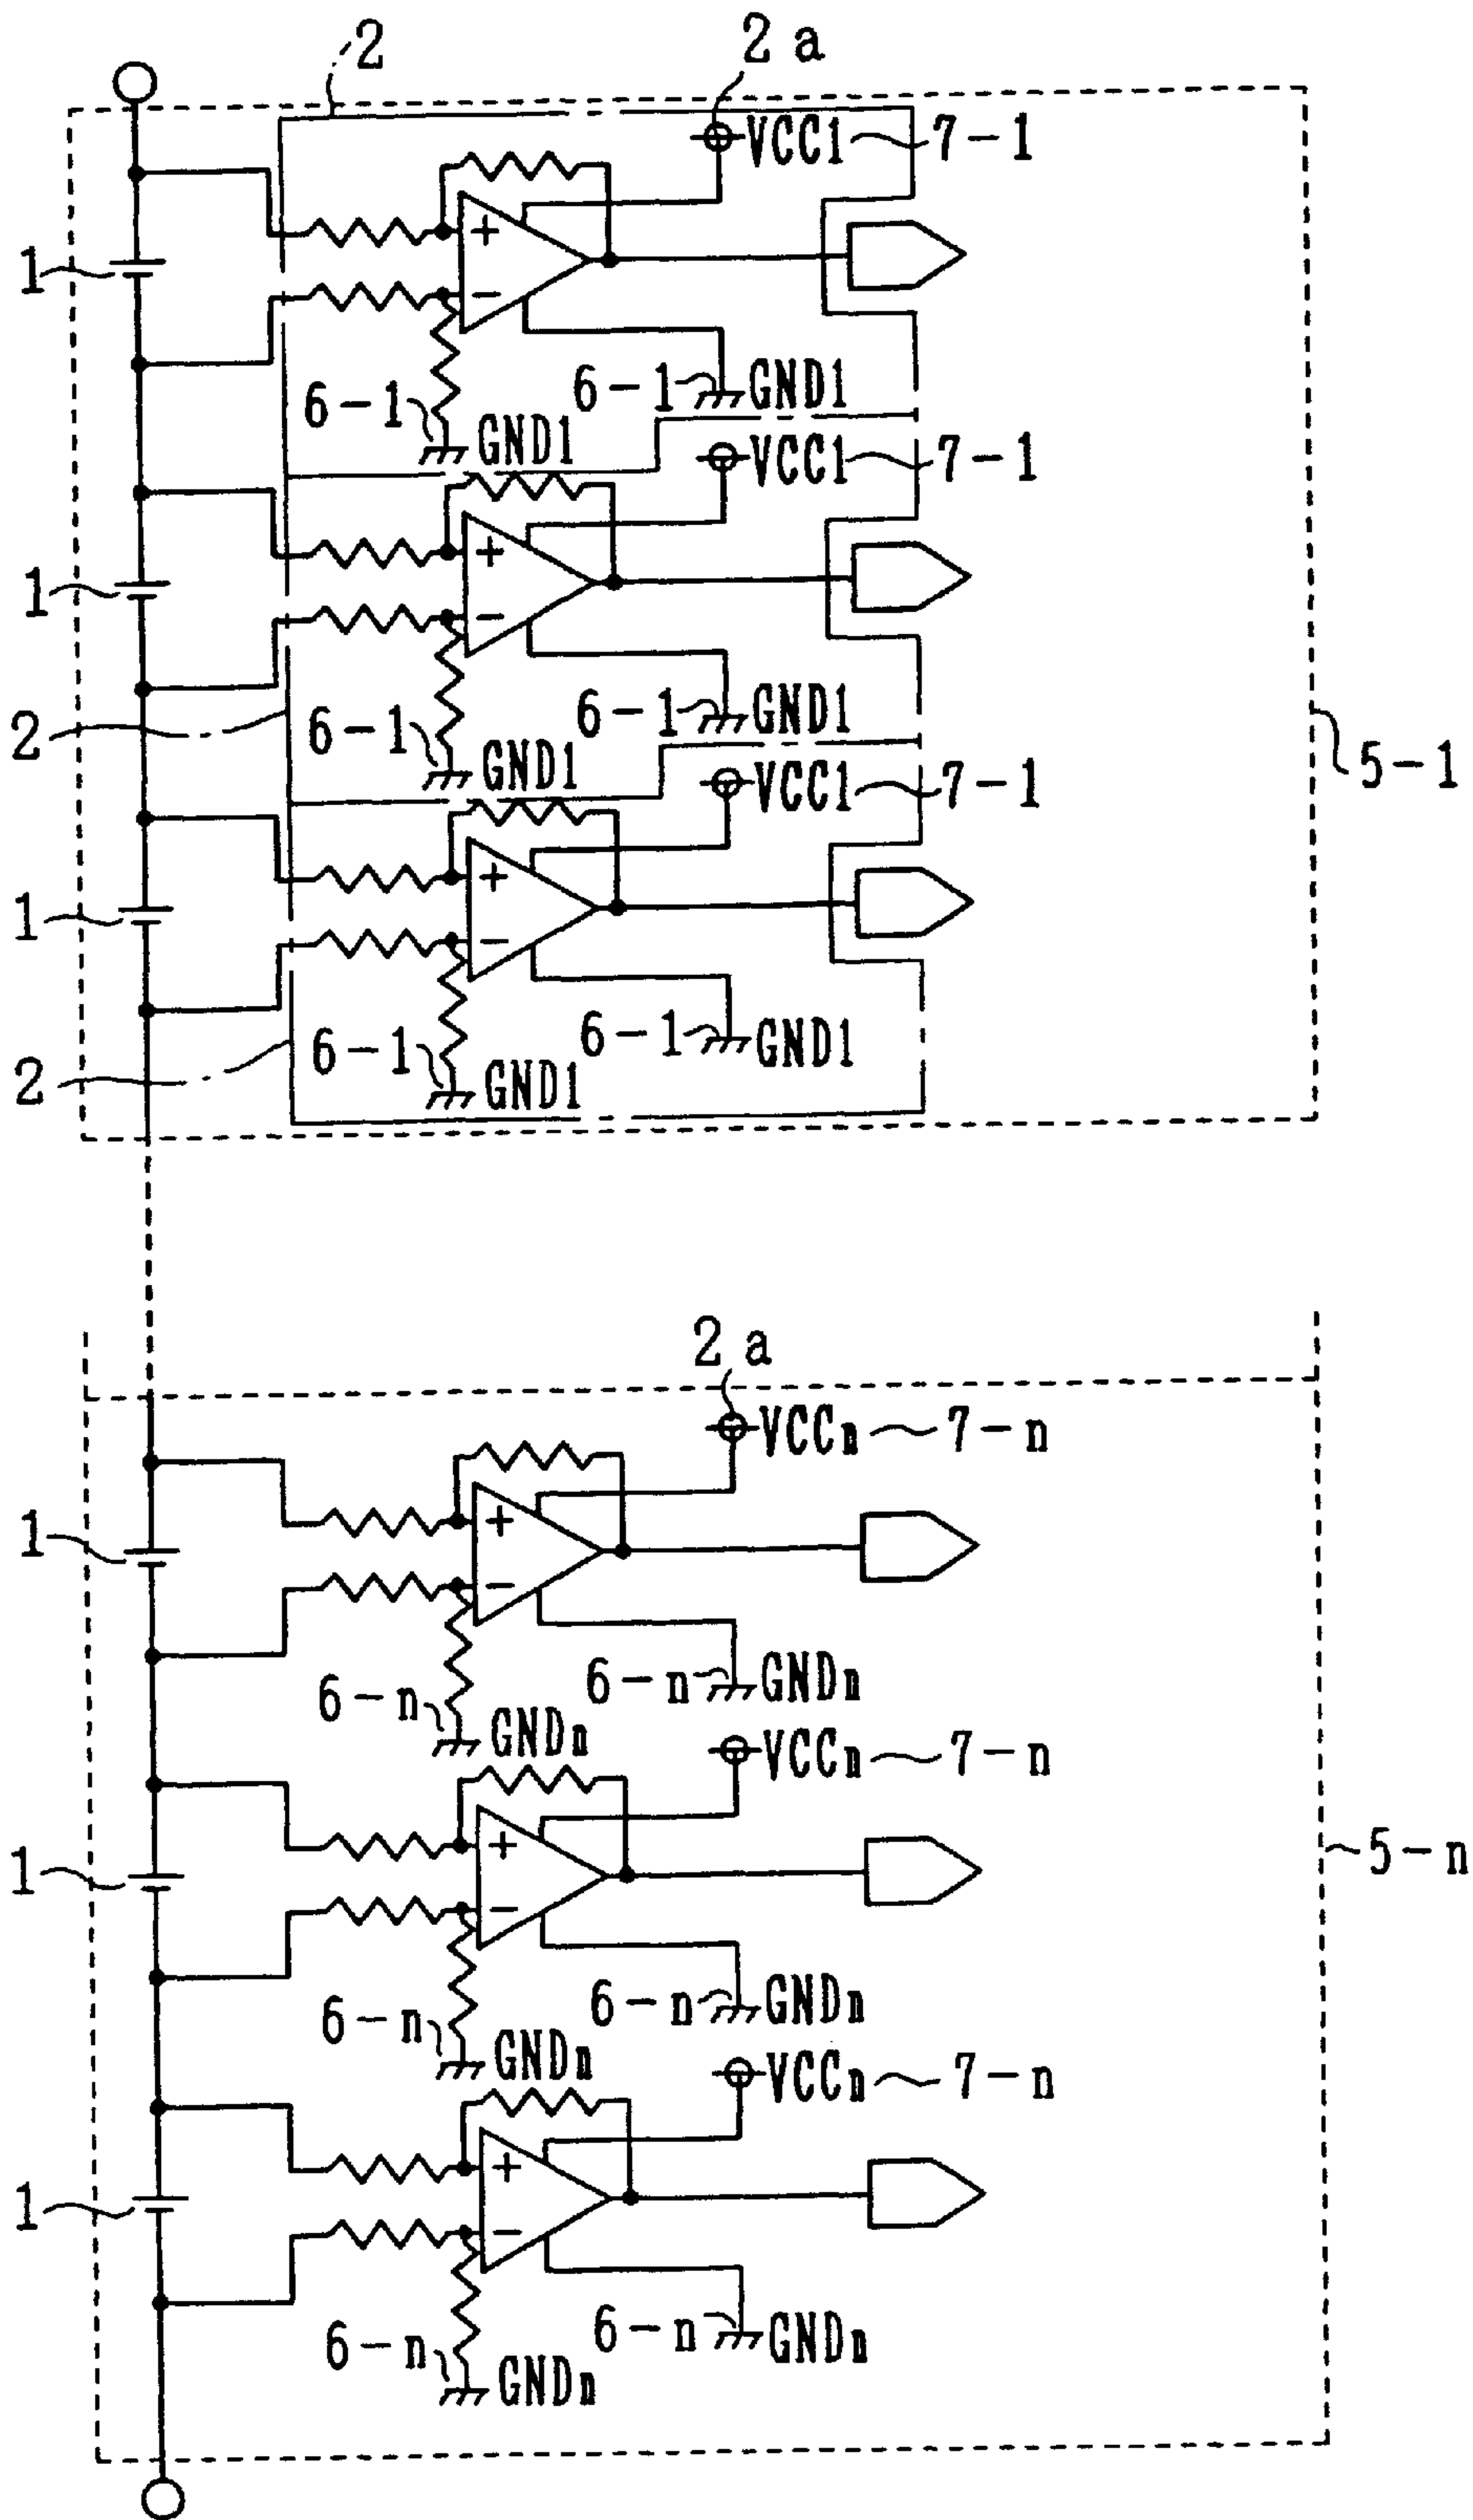 2
2a
VCC1 7-1
+
1
-
6-1 GND1
6-1 GND1
VCC1 7-1
+
1
-
6-1 GND1
2
6-1 GND1
5-1
VCC1 7-1
+
1
-
6-1 GND1
6-1 GND1
2
2a
VCCn 7-n
+
1
-
6-n GNDn
6-n GNDn
VCCn 7-n
+
5-n
1
-
6-n GNDn
6-n GNDn
VCCn 7-n
+
1
-
6-n GNDn
6-n GNDn